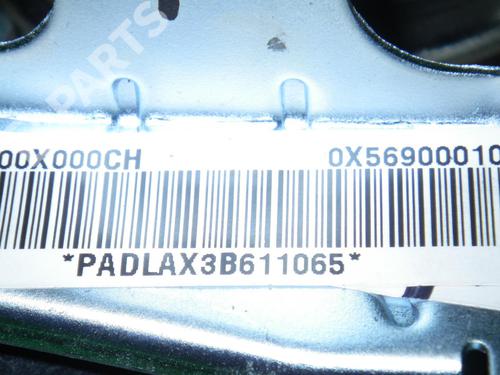 B PARTS
00X000CH 0X56900010
*PADLAX3B611065*